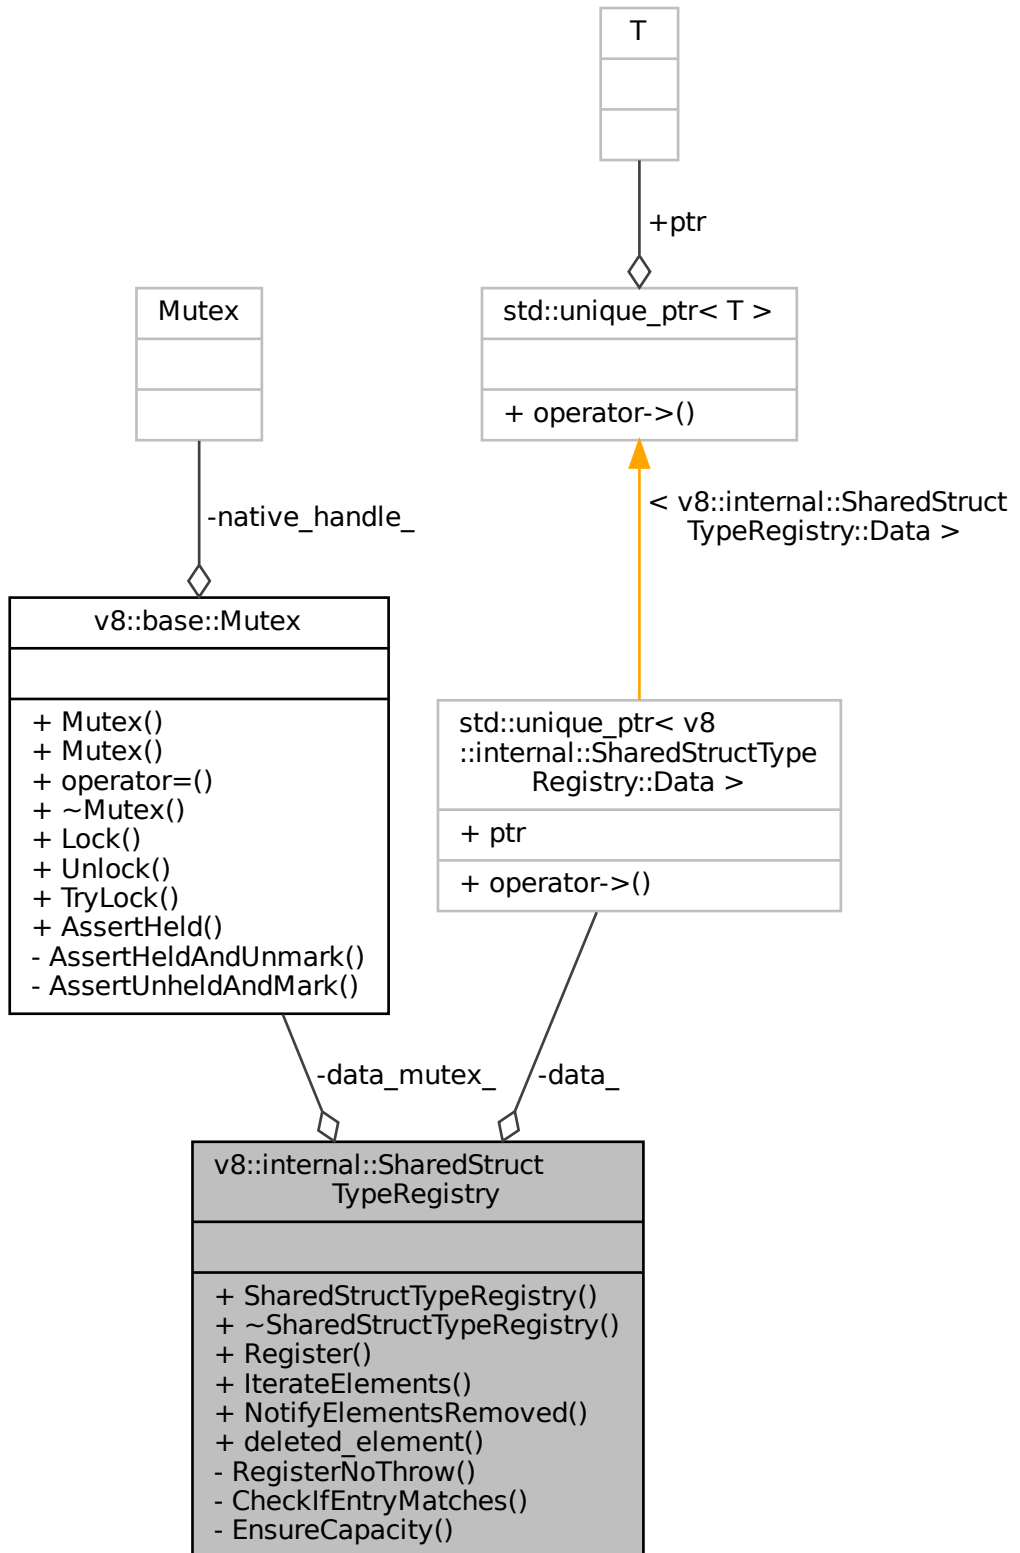 T
+ptr
Mutex
std::unique_ptr< T >
+ operator->()
-native_handle_
< v8::internal::SharedStruct
TypeRegistry::Data >
v8::base::Mutex
+ Mutex()
+ Mutex()
+ operator=()
+ ~Mutex()
+ Lock()
+ Unlock()
+ TryLock()
+ AssertHeld()
- AssertHeldAndUnmark()
- AssertUnheldAndMark()
std::unique_ptr< v8
::internal::SharedStructType
Registry::Data >
+ ptr
+ operator->()
-data_mutex_
-data_
v8::internal::SharedStruct
TypeRegistry
+ SharedStructTypeRegistry()
+ ~SharedStructTypeRegistry()
+ Register()
+ IterateElements()
+ NotifyElementsRemoved()
+ deleted_element()
- RegisterNoThrow()
- CheckIfEntryMatches()
- EnsureCapacity()